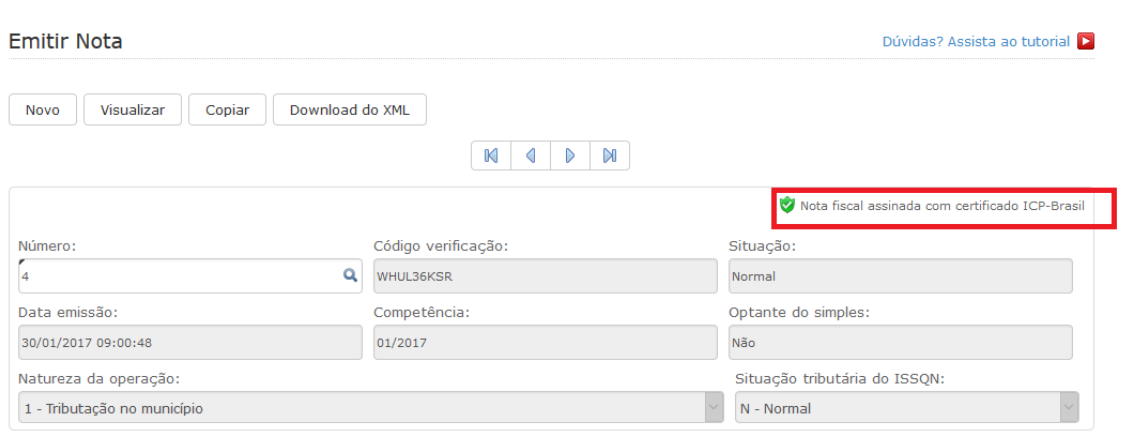 Emitir Nota
Dúvidas? Assista ao tutorial
Novo Visualizar Copiar Download do XML
Nota fiscal assinada com certificado ICP-Brasil
Número: Código verificação: Situação:
4 WHUL36KSR Normal
Data emissão: Competência: Optante do simples:
30/01/2017 09:00:48 01/2017 Não
Natureza da operação: Situação tributária do ISSQN:
1 - Tributação no município N - Normal